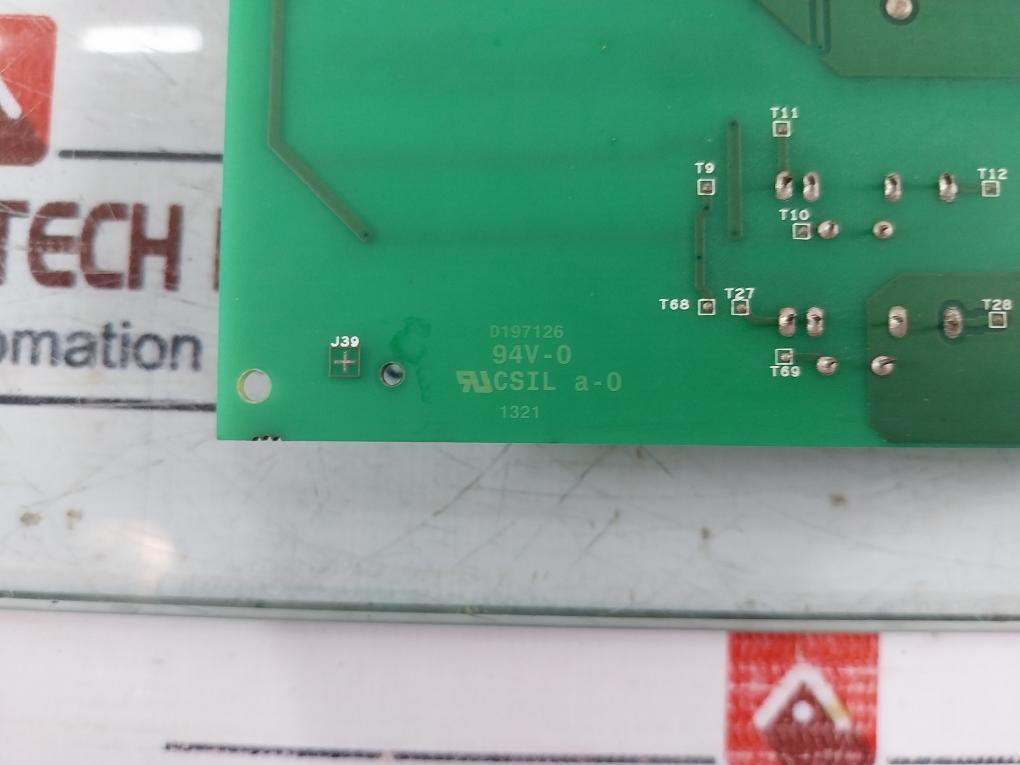 T11
T9
T12
T10
TECH
T68
T27
T28
omation
J39
D197126
94V-0
T69
CSIL a-0
1321